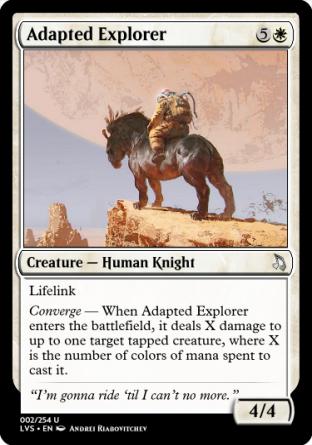 Adapted Explorer 5
Creature — Human Knight
Lifelink
Converge — When Adapted Explorer
enters the battlefield, it deals X damage to
up to one target tapped creature, where X
is the number of colors of mana spent to
cast it.
“I’m gonna ride ’til I can’t no more.”
4/4
002/254 U
LVS • EN Andrei Riabovitchev